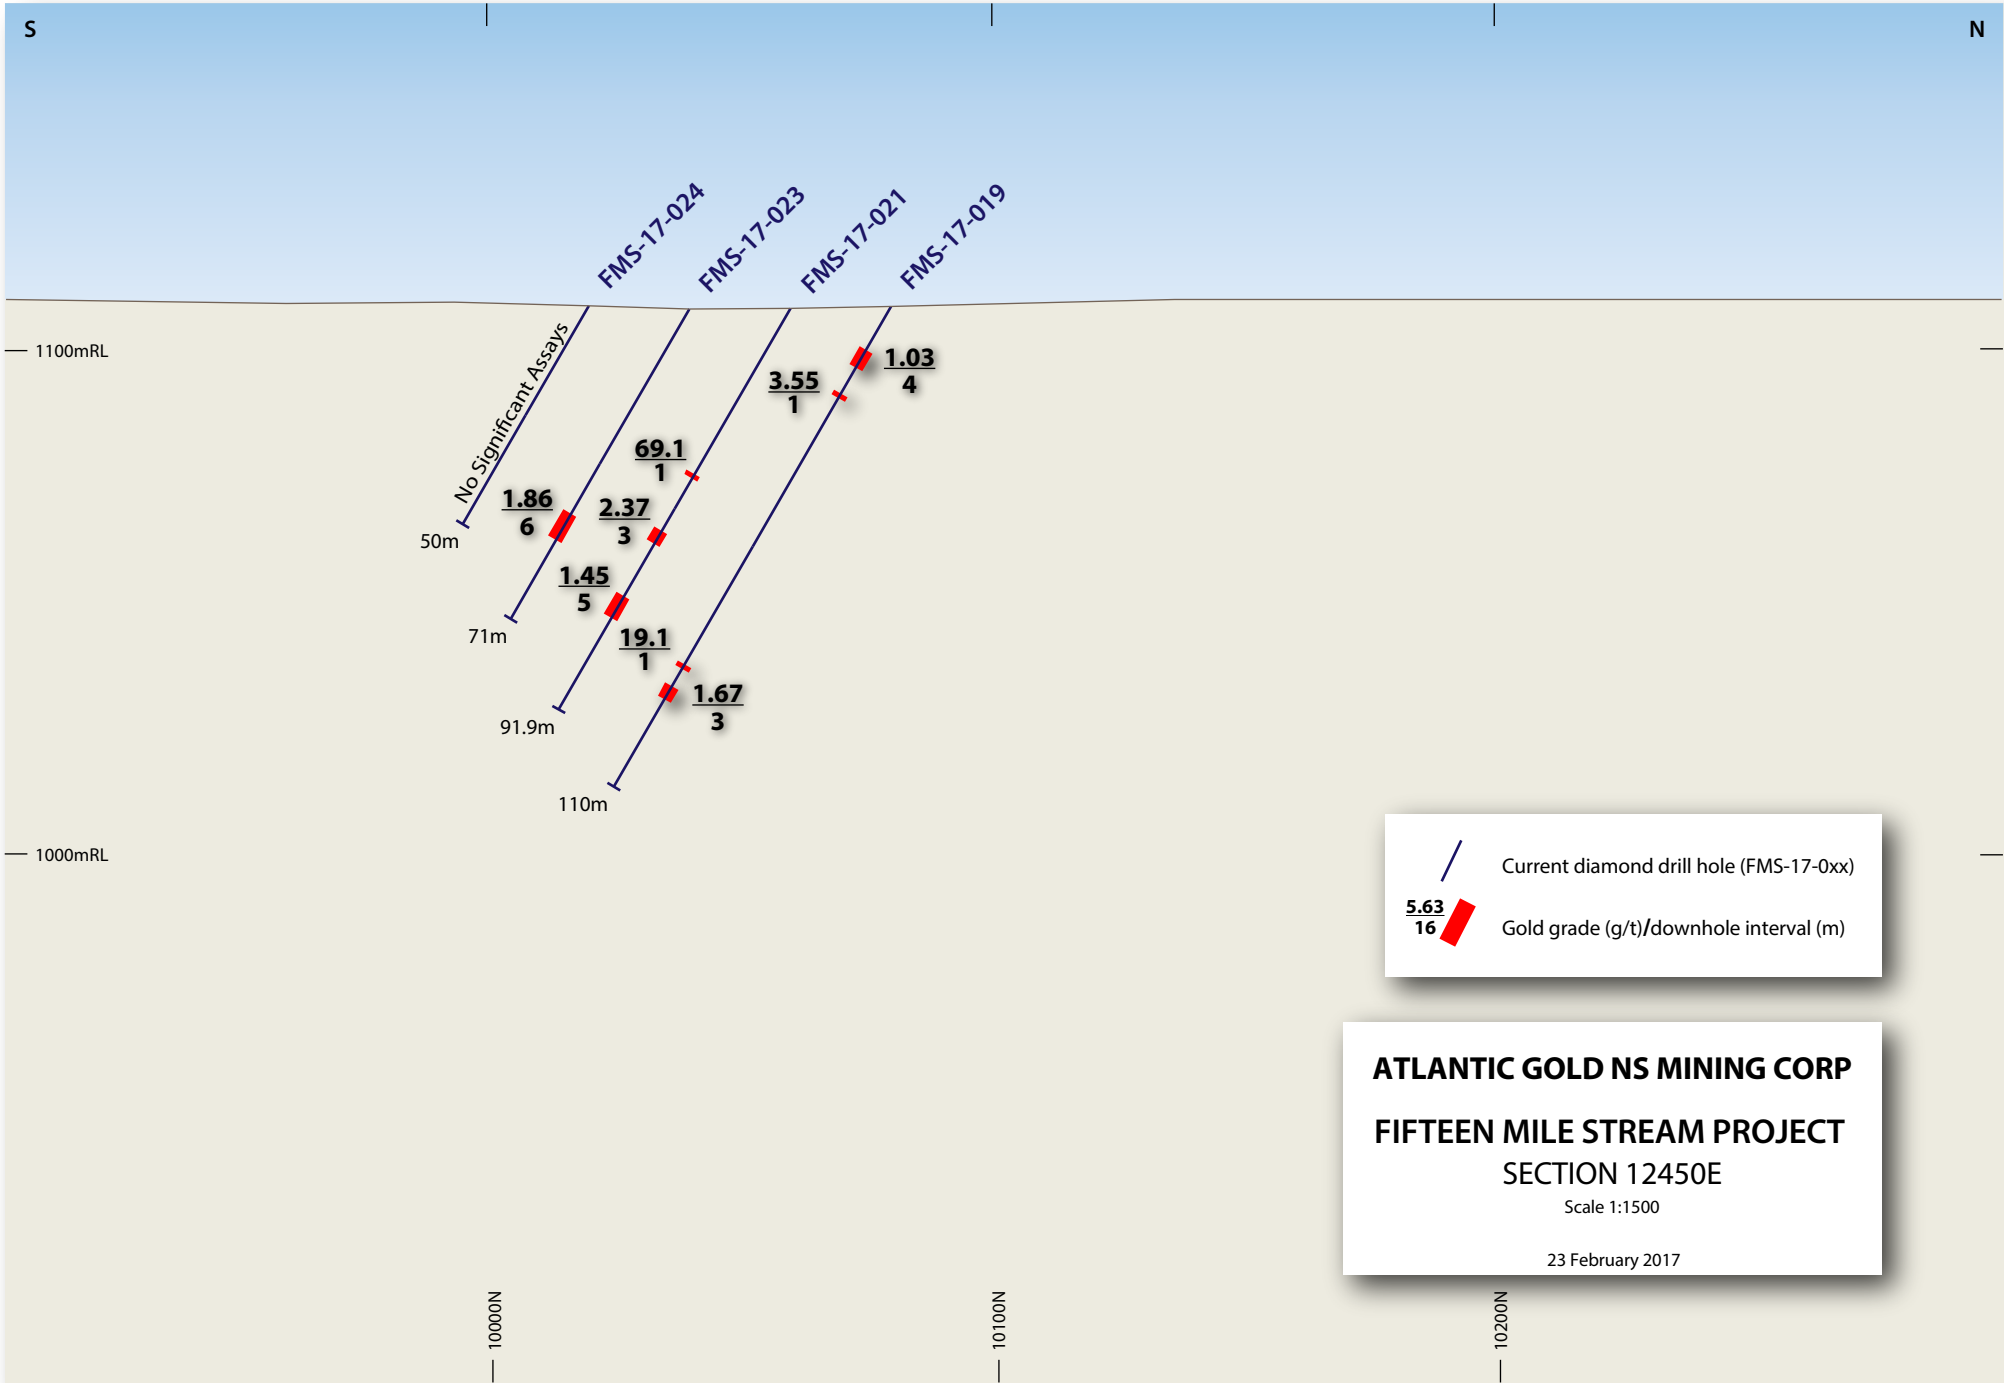 S
N
FMS-17-024
FMS-17-023
FMS-17-021
FMS-17-019
1100mRL
No Significant Assays
1.03
4
3.55
1
69.1
1
1.86
6
2.37
3
50m
1.45
5
71m
19.1
1
1.67
3
91.9m
110m
1000mRL
Current diamond drill hole (FMS-17-0xx)
5.63
16
Gold grade (g/t)/downhole interval (m)
ATLANTIC GOLD NS MINING CORP
FIFTEEN MILE STREAM PROJECT
SECTION 12450E
Scale 1:1500
23 February 2017
10000N
10100N
10200N